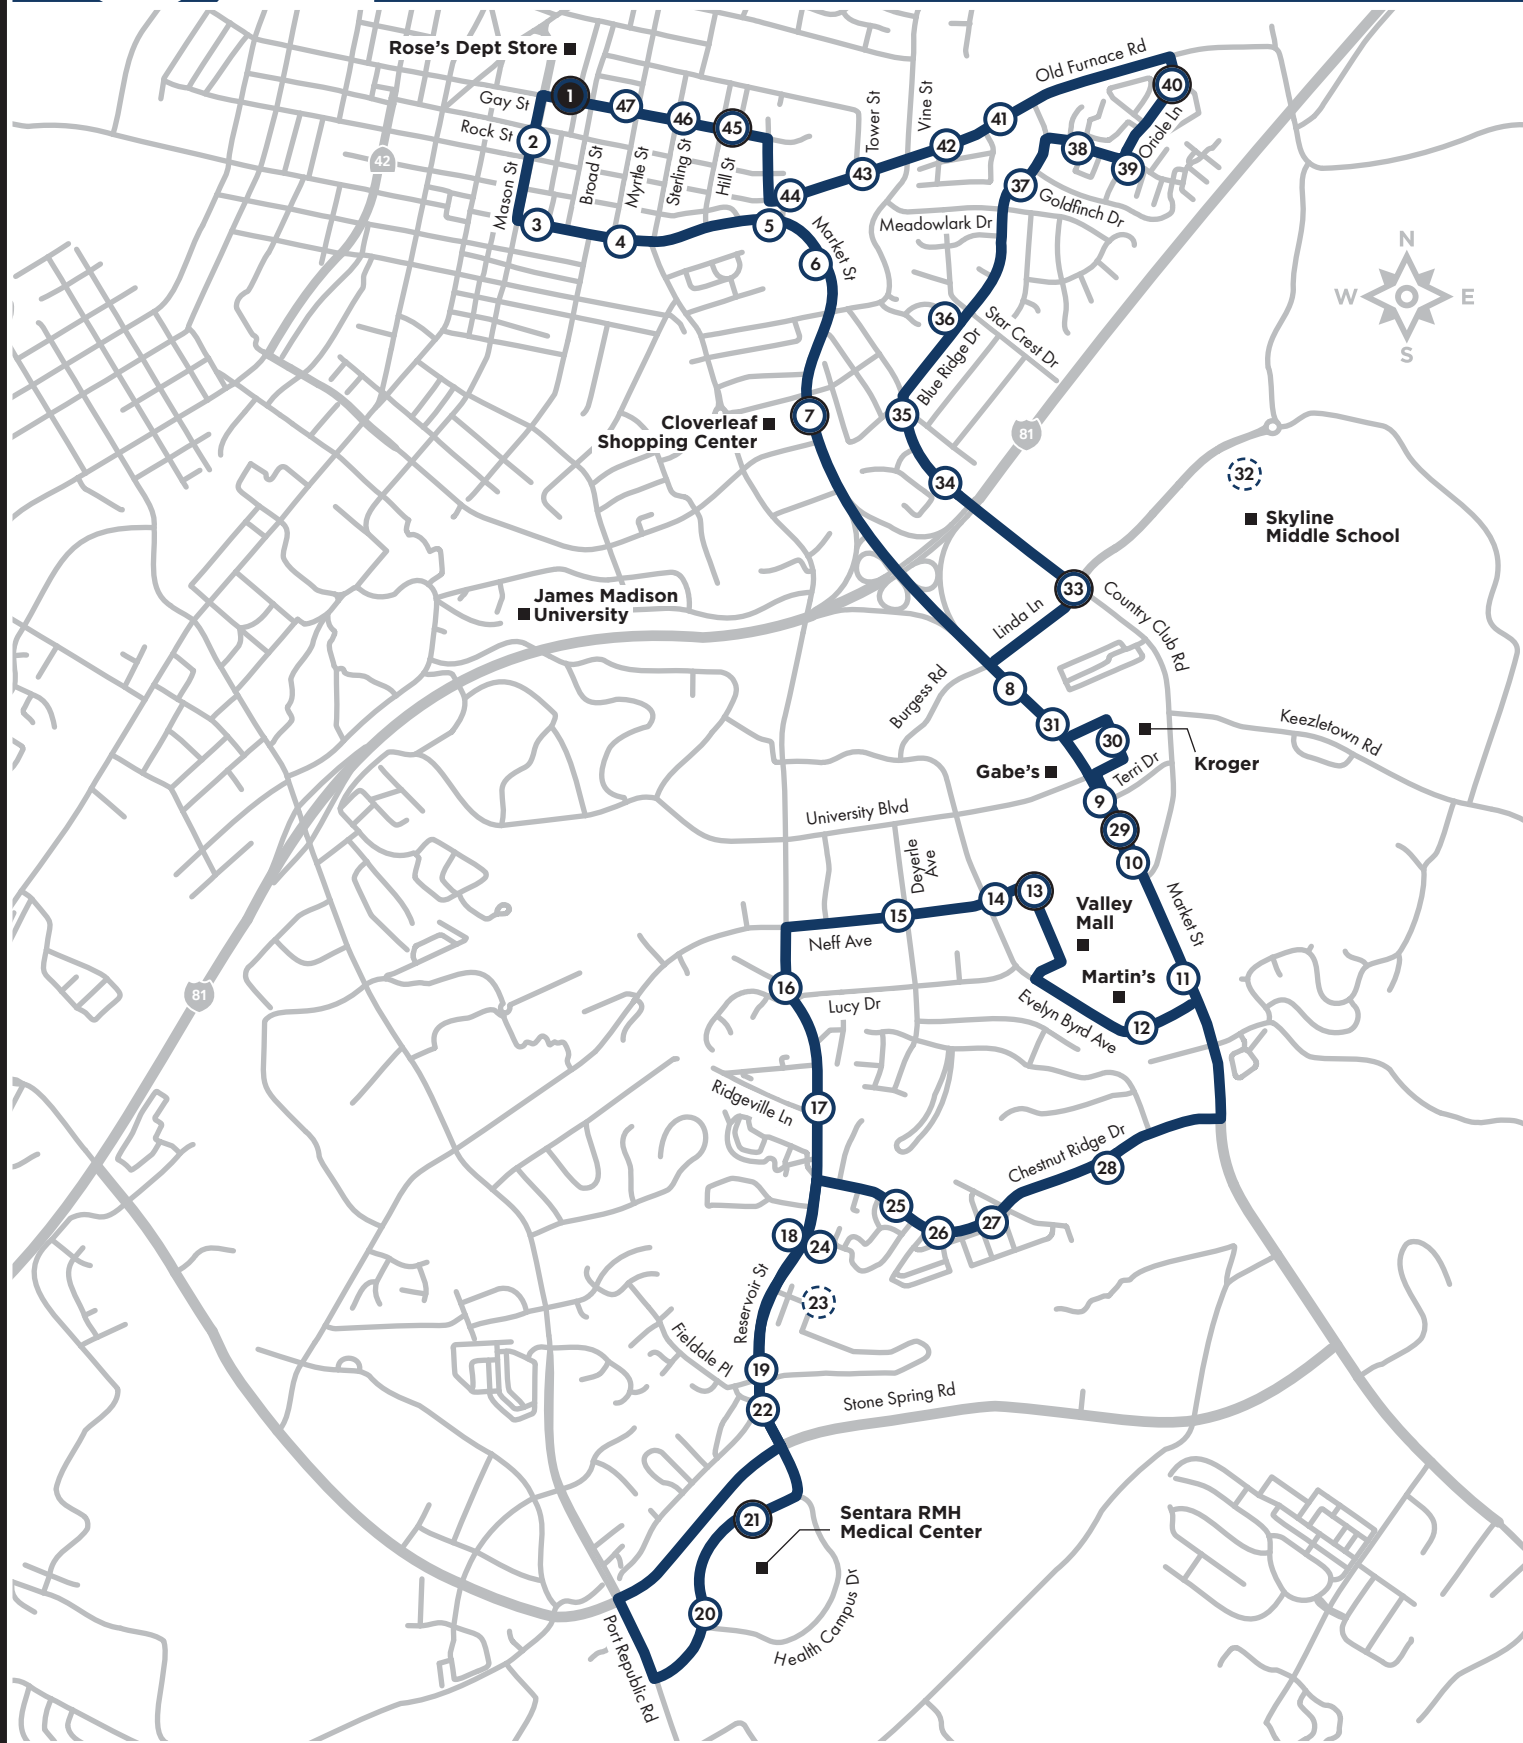 Rose's Dept Store
Gay St
1
47
46
45
Rock St
2
42
Mason St
Broad St
Myrtle St
Sterling St
Hill St
3
4
5
44
6
Market St
43
Tower St
Vine St
42
41
Old Furnace Rd
40
Oriole Ln
39
38
37
Goldfinch Dr
Meadowlark Dr
36
Star Crest Dr
Blue Ridge Dr
35
N
W
E
S
Cloverleaf
Shopping Center
7
81
34
32
Skyline
Middle School
James Madison
University
33
Linda Ln
Country Club Rd
Burgess Rd
8
31
30
Kroger
Keezletown Rd
Gabe's
Terri Dr
9
University Blvd
29
10
Deyerle
Ave
13
14
15
Valley
Mall
Market St
Neff Ave
Martin's
11
16
81
Lucy Dr
Evelyn Byrd Ave
12
Ridgeville Ln
17
Chestnut Ridge Dr
28
25
26
27
18
24
Reservoir St
23
Fieldale Pl
19
22
Stone Spring Rd
21
Sentara RMH
Medical Center
20
Health Campus Dr
Port Republic Rd